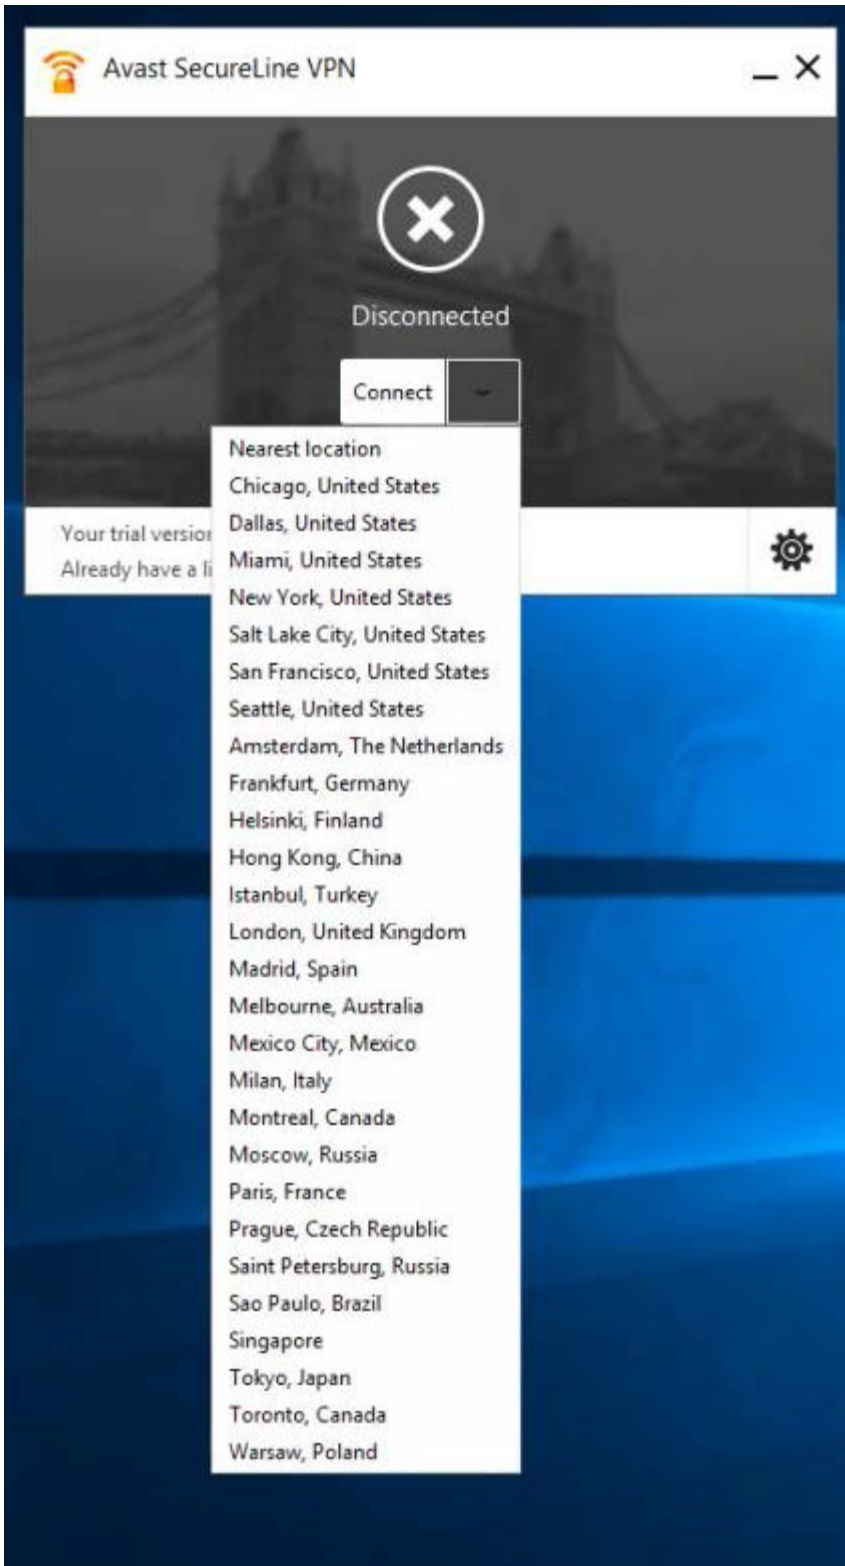 Avast SecureLine VPN
Disconnected
Connect
Nearest location
Chicago, United States
Dallas, United States
Miami, United States
New York, United States
Salt Lake City, United States
San Francisco, United States
Seattle, United States
Amsterdam, The Netherlands
Frankfurt, Germany
Helsinki, Finland
Hong Kong, China
Istanbul, Turkey
London, United Kingdom
Madrid, Spain
Melbourne, Australia
Mexico City, Mexico
Milan, Italy
Montreal, Canada
Moscow, Russia
Paris, France
Prague, Czech Republic
Saint Petersburg, Russia
Sao Paulo, Brazil
Singapore
Tokyo, Japan
Toronto, Canada
Warsaw, Poland
Your trial version
Already have a li